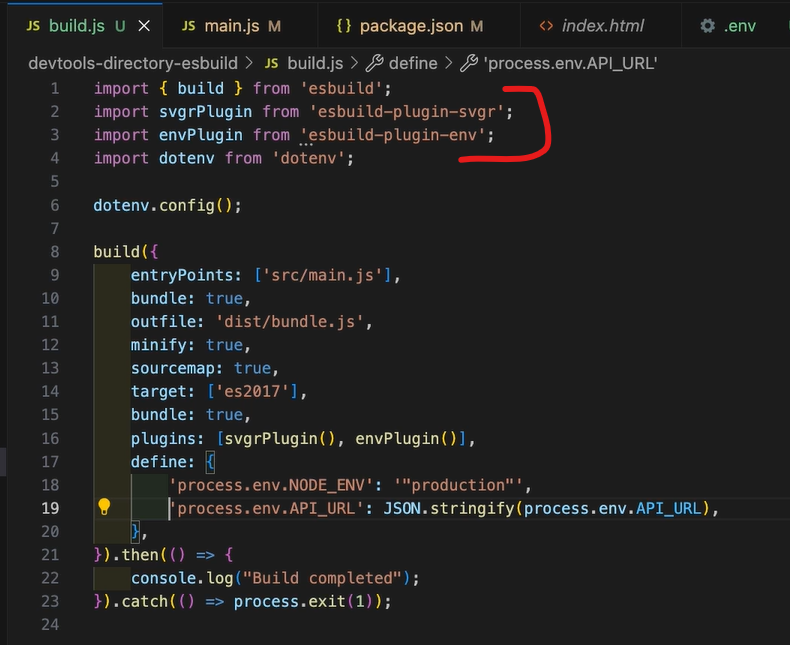 JS build.js U × JS main.js M {} package.json M <> index.html .env
devtools-directory-esbuild > JS build.js > define > 'process.env.API_URL'
1 import { build } from 'esbuild';
2 import svgrPlugin from 'esbuild-plugin-svgr';
3 import envPlugin from 'esbuild-plugin-env';
4 import dotenv from 'dotenv';
5
6 dotenv.config();
7
8 build({
9     entryPoints: ['src/main.js'],
10     bundle: true,
11     outfile: 'dist/bundle.js',
12     minify: true,
13     sourcemap: true,
14     target: ['es2017'],
15     bundle: true,
16     plugins: [svgrPlugin(), envPlugin()],
17     define: {
18         'process.env.NODE_ENV': '"production"',
19         'process.env.API_URL': JSON.stringify(process.env.API_URL),
20     },
21 }).then(() => {
22     console.log("Build completed");
23 }).catch(() => process.exit(1));
24